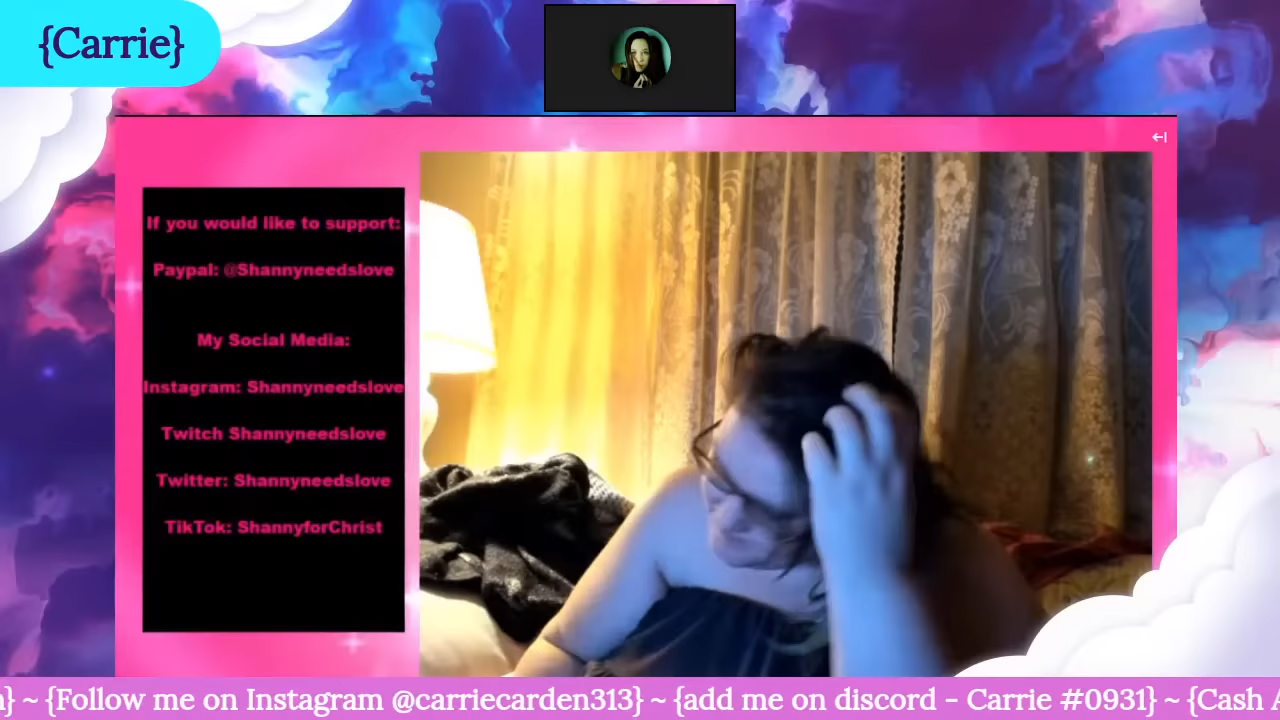 {Carrie}
If you would like to support:
Paypal: @Shannyneedslove
My Social Media:
Instagram: Shannyneedslove
Twitch Shannyneedslove
Twitter: Shannyneedslove
TikTok: ShannyforChrist
} ~ {Follow me on Instagram @carriecarden313} ~ {add me on discord - Carrie #0931} ~ {Cash